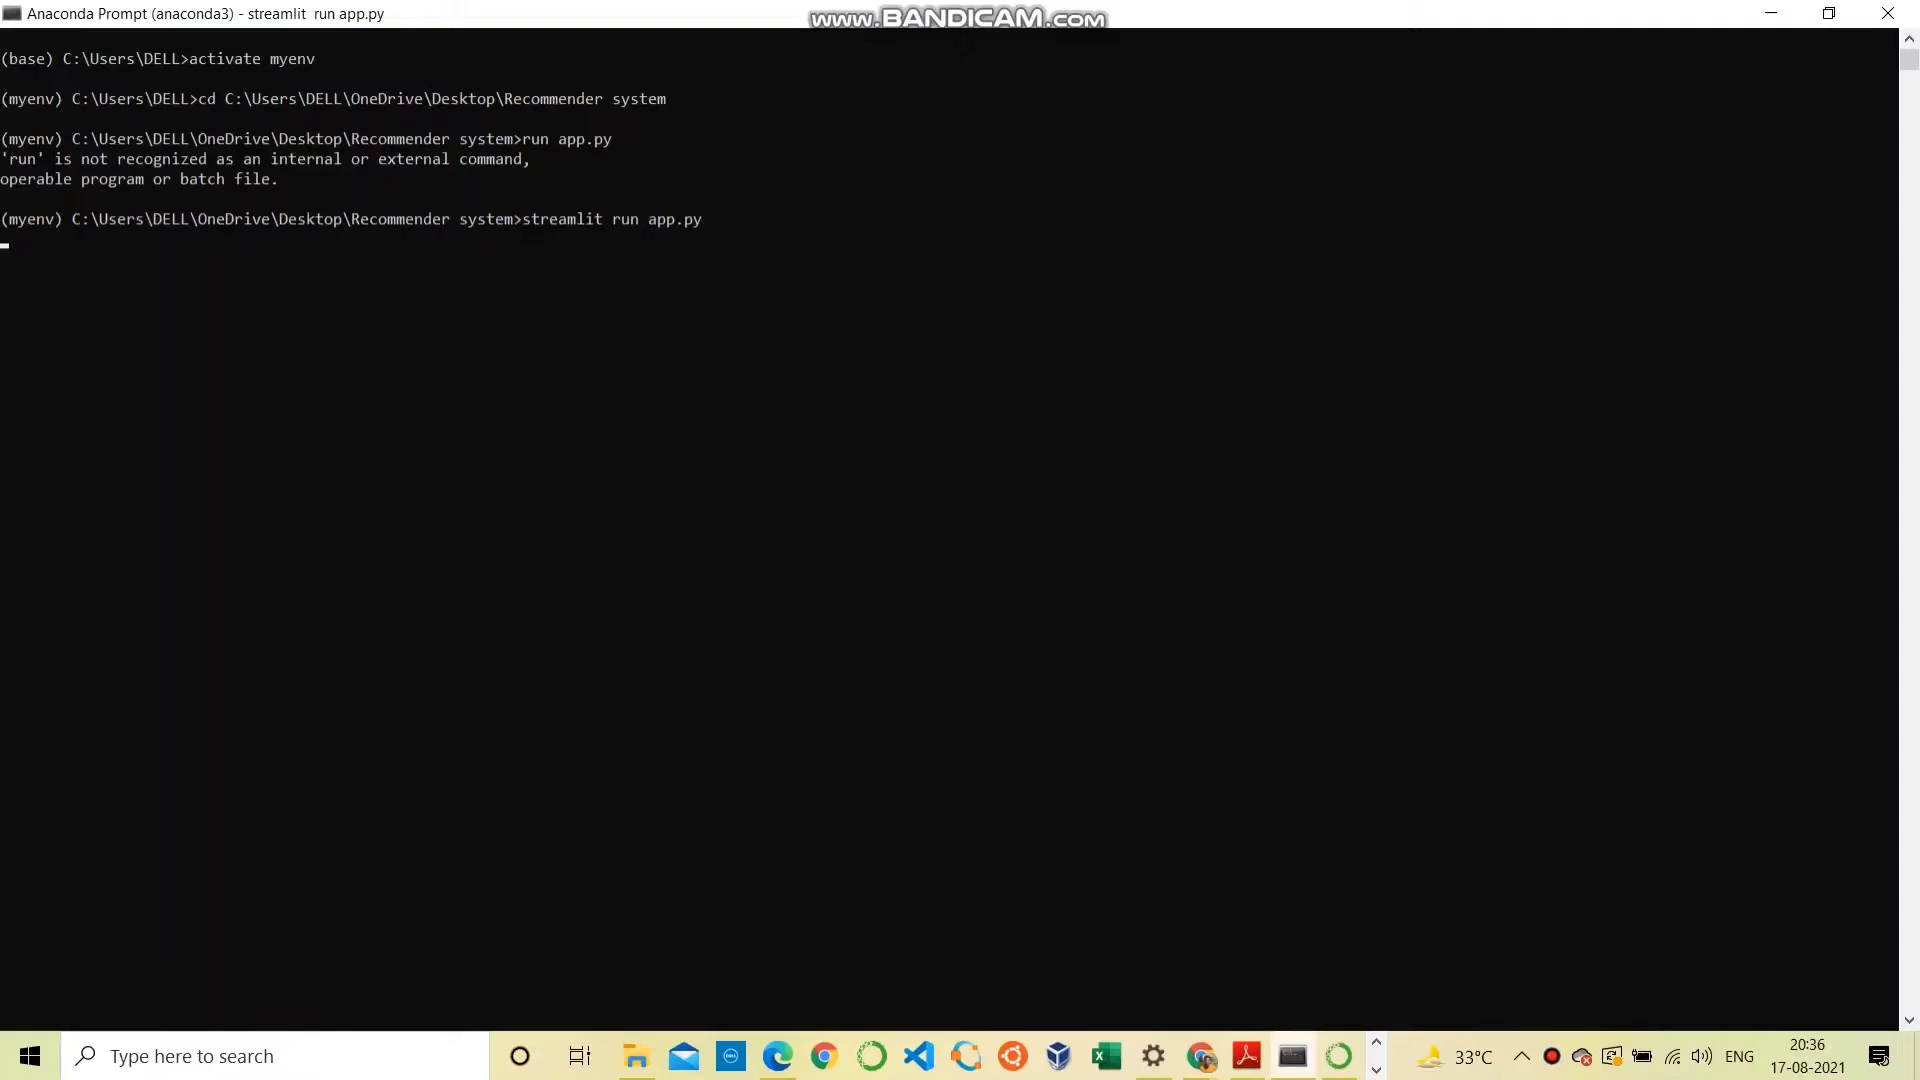 Anaconda Prompt (anaconda3) - streamlit  run app.py
www.BANDICAM.com
(base) C:\Users\DELL>activate myenv
(myenv) C:\Users\DELL>cd C:\Users\DELL\OneDrive\Desktop\Recommender system
(myenv) C:\Users\DELL\OneDrive\Desktop\Recommender system>run app.py
'run' is not recognized as an internal or external command,
operable program or batch file.
(myenv) C:\Users\DELL\OneDrive\Desktop\Recommender system>streamlit run app.py
Type here to search
33°C
ENG
20:36
17-08-2021